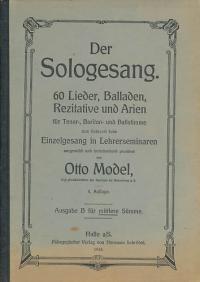 Der
Sologesang.
60 Lieder, Balladen,
Rezitative und Arien
für Tenor-, Bariton- und Baßstimme
zum Gebrauch beim
Einzelgesang in Lehrerseminaren
ausgewählt und
von
Otto Model,
4. Auflage.
Ausgabe B für mittlere Stimme.
Halle a/S.
Pädagogischer Verlag von Hermann Schroedel.